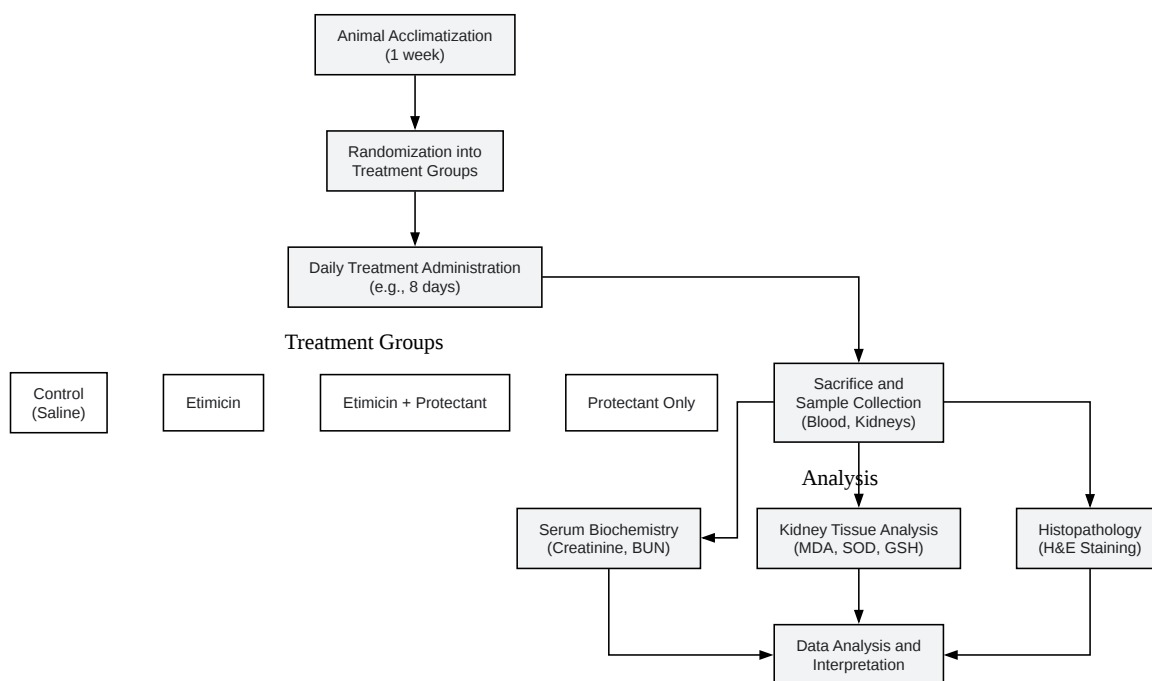 Animal Acclimatization
(1 week)
Randomization into
Treatment Groups
Daily Treatment Administration
(e.g., 8 days)
Treatment Groups
Control
(Saline)
Etimicin
Etimicin + Protectant
Protectant Only
Sacrifice and
Sample Collection
(Blood, Kidneys)
Analysis
Serum Biochemistry
(Creatinine, BUN)
Kidney Tissue Analysis
(MDA, SOD, GSH)
Histopathology
(H&E Staining)
Data Analysis and
Interpretation